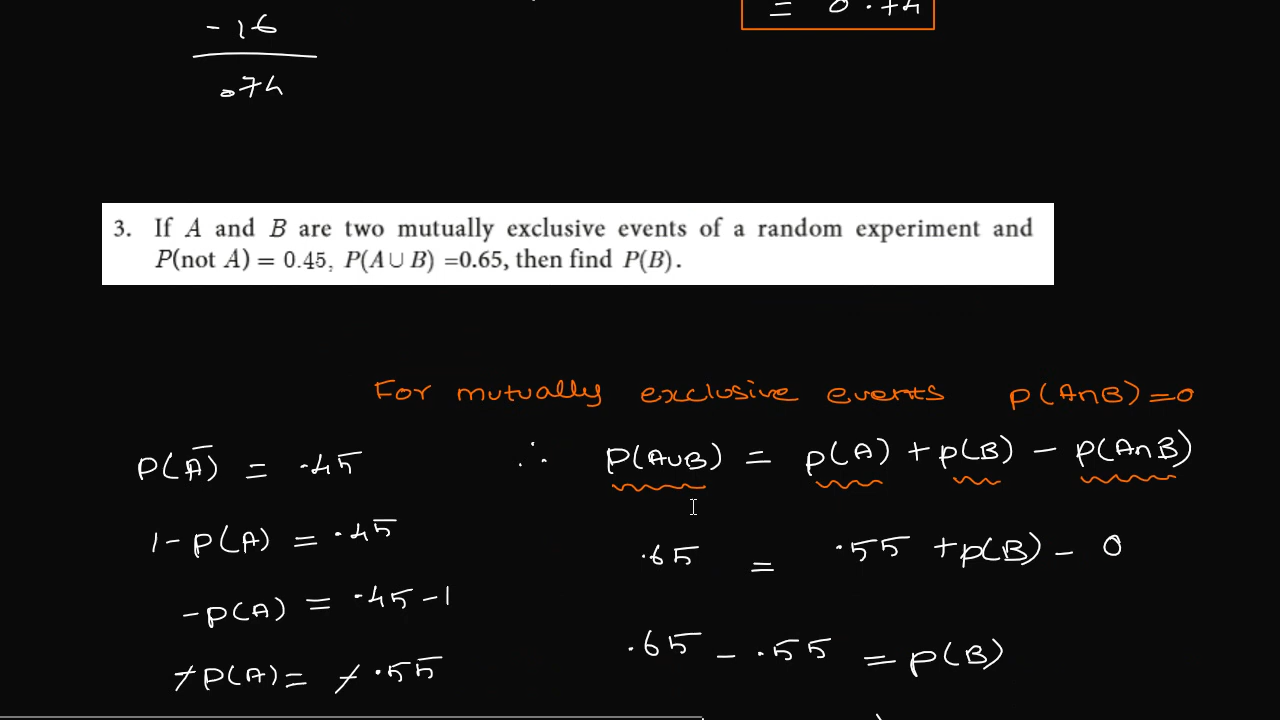 - 16
= 0.74
.74
3. If A and B are two mutually exclusive events of a random experiment and
P(not A) = 0.45, P(A∪B) =0.65, then find P(B).
For mutually exclusive events P(A∩B)=0
P(A̅) = .45
∴ P(A∪B) = P(A) + P(B) − P(A∩B)
1 - P(A) = .45
.65 = .55 + P(B) − 0
-P(A) = .45 - 1
.65 − .55 = P(B)
-P(A) = - .55